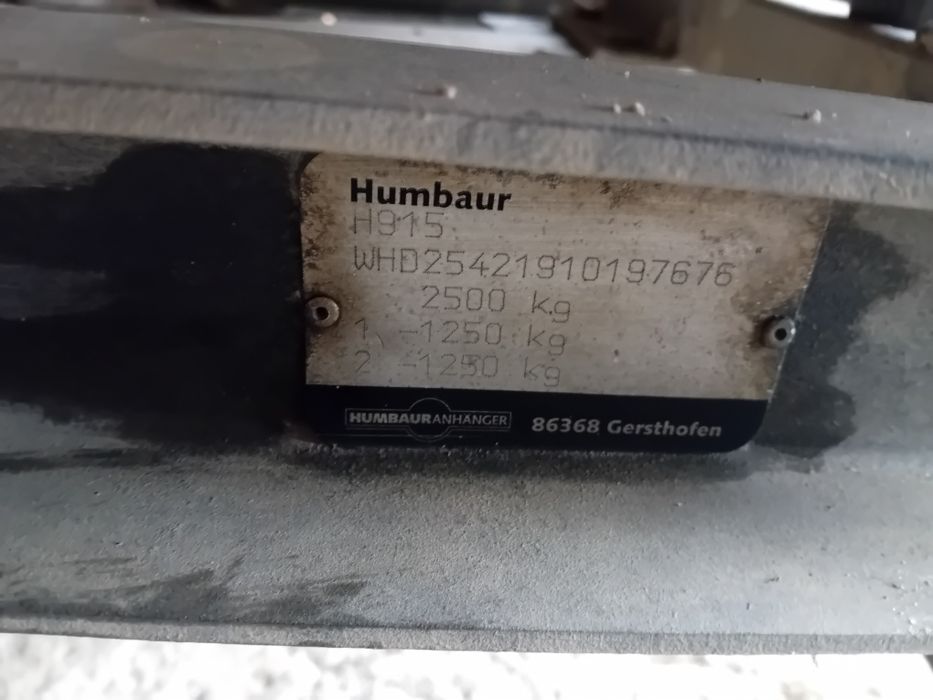 Humbaur
H915
WHD25421910197676
2500 kg
1 -1250 kg
2 -1250 kg
HUMBAURANHÄNGER 86368 Gersthofen